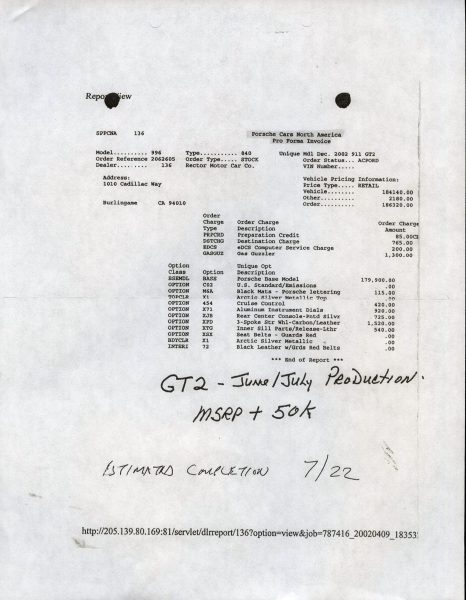 Report View
SPPCNA 136 Porsche Cars North America
Pro Forma Invoice
Model.......... 996 Type........... 840 Unique Mdl Desc. 2002 911 GT2
Order Reference 2062605 Order Type..... STOCK Order Status... ACPORD
Dealer......... 136 Rector Motor Car Co. VIN Number.....
Address: Vehicle Pricing Information:
1010 Cadillac Way Price Type..... RETAIL
Vehicle........ 184140.00
Other.......... 2180.00
Burlingame CA 94010 Order.......... 186320.00
Order
Charge Order Charge Order Charge
Type Description Amount
PRPCRD Preparation Credit 85.00CR
DSTCHG Destination Charge 765.00
EDCS eDCS Computer Service Charge 200.00
GASGUZ Gas Guzzler 1,300.00
Option Unique Opt
Class Option Description
BSEMDL BASE Porsche Base Model 179,900.00
OPTION C02 U.S. Standard/Emissions .00
OPTION M6A Black Mats - Porsche lettering 115.00
TOPCLR X1 Arctic Silver Metallic Top .00
OPTION 454 Cruise Control 420.00
OPTION X71 Aluminum Instrument Dials 920.00
OPTION XJB Rear Center Console-Pntd Silvr 725.00
OPTION XPD 3-Spoke Str Whl-Carbon/leather 1,520.00
OPTION XTG Inner Sill Parts/Release-Lthr 540.00
OPTION XSX Seat Belts - Guards Red .00
BDYCLR X1 Arctic Silver Metallic .00
INTERI 72 Black Leather w/Grds Red Belts .00
*** End of Report ***
GT2 - June/July Production.
MSRP + 50K
ESTIMATED COMPLETION 7/22
http://205.139.80.169:81/servlet/dlrreport/136?option=view&job=787416_20020409_18353